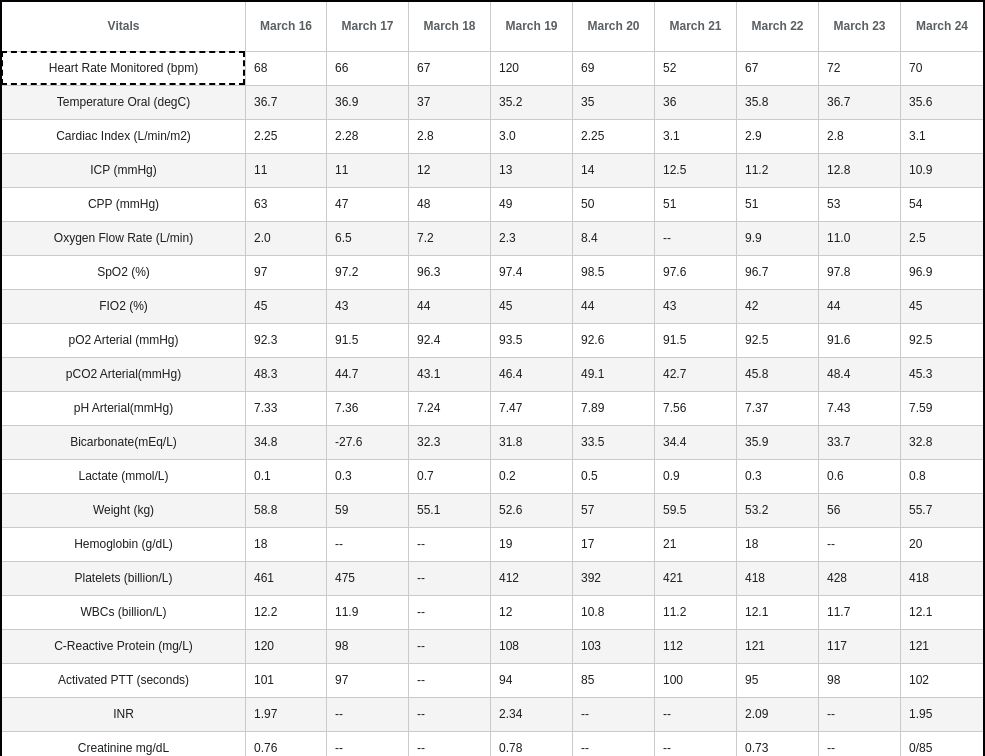 Vitals March 16 March 17 March 18 March 19 March 20 March 21 March 22 March 23 March 24
Heart Rate Monitored (bpm) 68 66 67 120 69 52 67 72 70
Temperature Oral (degC) 36.7 36.9 37 35.2 35 36 35.8 36.7 35.6
Cardiac Index (L/min/m2) 2.25 2.28 2.8 3.0 2.25 3.1 2.9 2.8 3.1
ICP (mmHg) 11 11 12 13 14 12.5 11.2 12.8 10.9
CPP (mmHg) 63 47 48 49 50 51 51 53 54
Oxygen Flow Rate (L/min) 2.0 6.5 7.2 2.3 8.4 -- 9.9 11.0 2.5
SpO2 (%) 97 97.2 96.3 97.4 98.5 97.6 96.7 97.8 96.9
FIO2 (%) 45 43 44 45 44 43 42 44 45
pO2 Arterial (mmHg) 92.3 91.5 92.4 93.5 92.6 91.5 92.5 91.6 92.5
pCO2 Arterial(mmHg) 48.3 44.7 43.1 46.4 49.1 42.7 45.8 48.4 45.3
pH Arterial(mmHg) 7.33 7.36 7.24 7.47 7.89 7.56 7.37 7.43 7.59
Bicarbonate(mEq/L) 34.8 -27.6 32.3 31.8 33.5 34.4 35.9 33.7 32.8
Lactate (mmol/L) 0.1 0.3 0.7 0.2 0.5 0.9 0.3 0.6 0.8
Weight (kg) 58.8 59 55.1 52.6 57 59.5 53.2 56 55.7
Hemoglobin (g/dL) 18 -- -- 19 17 21 18 -- 20
Platelets (billion/L) 461 475 -- 412 392 421 418 428 418
WBCs (billion/L) 12.2 11.9 -- 12 10.8 11.2 12.1 11.7 12.1
C-Reactive Protein (mg/L) 120 98 -- 108 103 112 121 117 121
Activated PTT (seconds) 101 97 -- 94 85 100 95 98 102
INR 1.97 -- -- 2.34 -- -- 2.09 -- 1.95
Creatinine mg/dL 0.76 -- -- 0.78 -- -- 0.73 -- 0/85